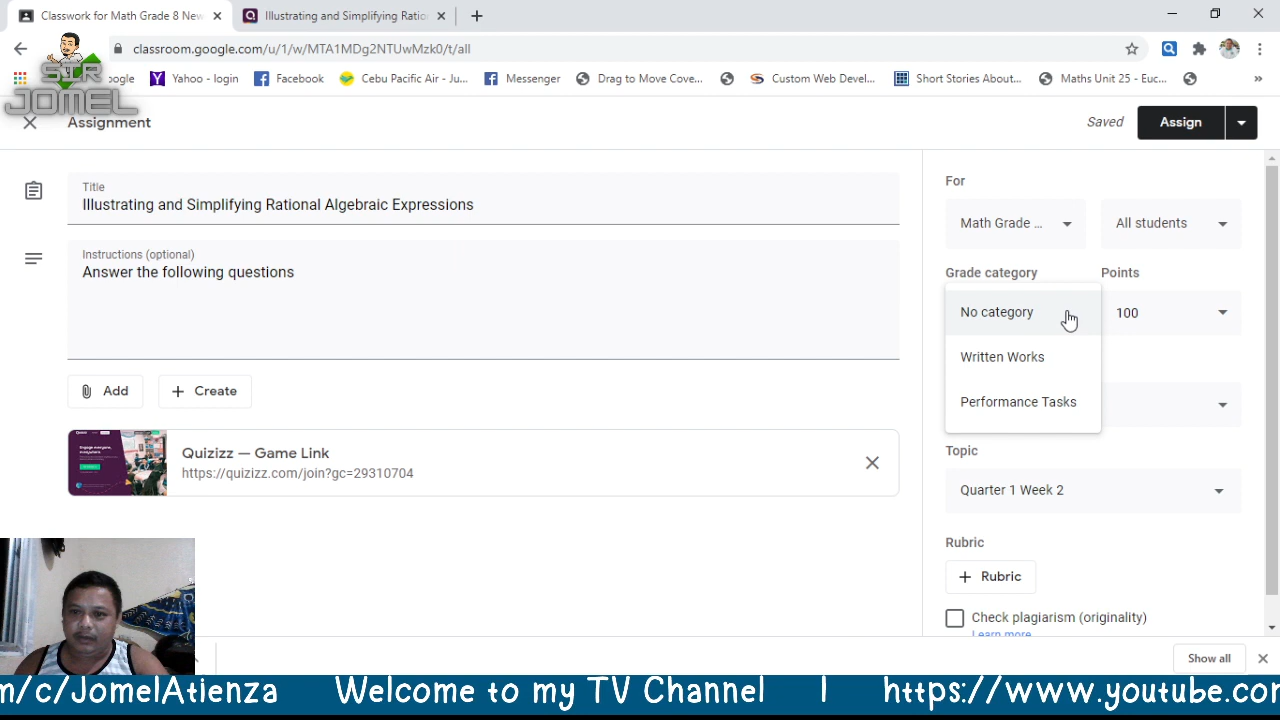 Classwork for Math Grade 8 New
Illustrating and Simplifying Ratio
classroom.google.com/u/1/w/MTA1MDg2NTUwMzk0/t/all
ogle
Yahoo - login
Facebook
Cebu Pacific Air - Ju...
Messenger
Drag to Move Cove...
Custom Web Devel...
Short Stories About...
Maths Unit 25 - Euc...
»
SIR
JOMEL
Assignment
Saved
Assign
Title
Illustrating and Simplifying Rational Algebraic Expressions
Instructions (optional)
Answer the following questions
Add
Create
Quizizz — Game Link
https://quizizz.com/join?gc=29310704
For
Math Grade ...
All students
Grade category
Points
No category
100
Written Works
Performance Tasks
Topic
Quarter 1 Week 2
Rubric
Rubric
Check plagiarism (originality)
Learn more
Show all
m/c/JomelAtienza Welcome to my TV Channel | https://www.youtube.co